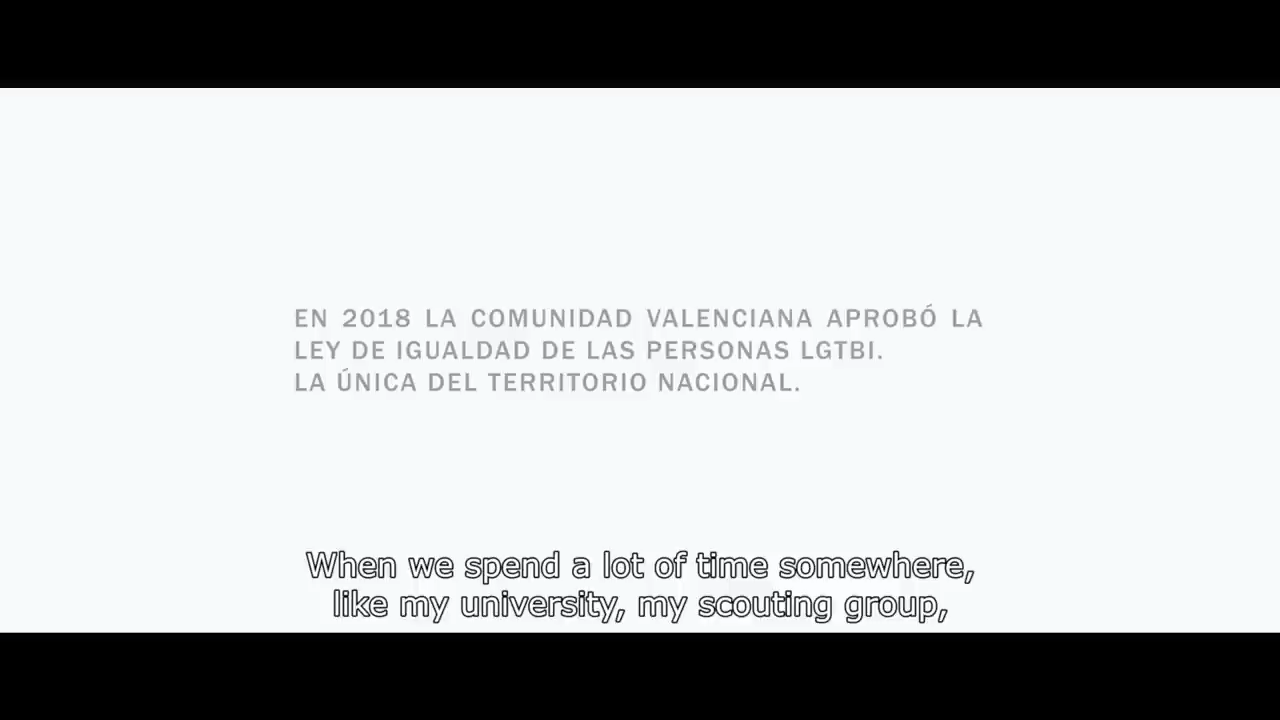 EN 2018 LA COMUNIDAD VALENCIANA APROBÓ LA
LEY DE IGUALDAD DE LAS PERSONAS LGTBI.
LA ÚNICA DEL TERRITORIO NACIONAL.
When we spend a lot of time somewhere,
like my university, my scouting group,